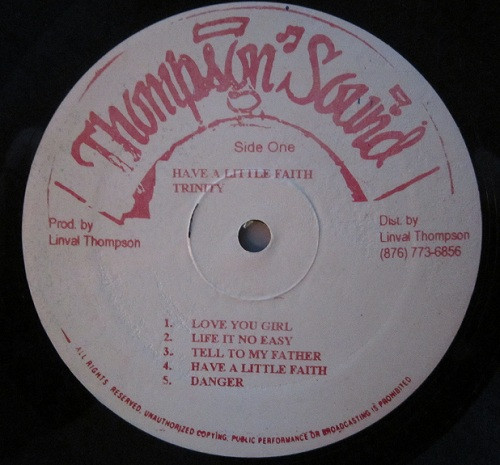 Thompson Sound
Side One
HAVE A LITTLE FAITH
TRINITY
Prod. by
Linval Thompson
Dist. by
Linval Thompson
(876) 773-6856
1. LOVE YOU GIRL
2. LIFE IT NO EASY
3. TELL TO MY FATHER
4. HAVE A LITTLE FAITH
5. DANGER
ALL RIGHTS RESERVED. UNAUTHORIZED COPYING, PUBLIC PERFORMANCE OR BROADCASTING IS PROHIBITED